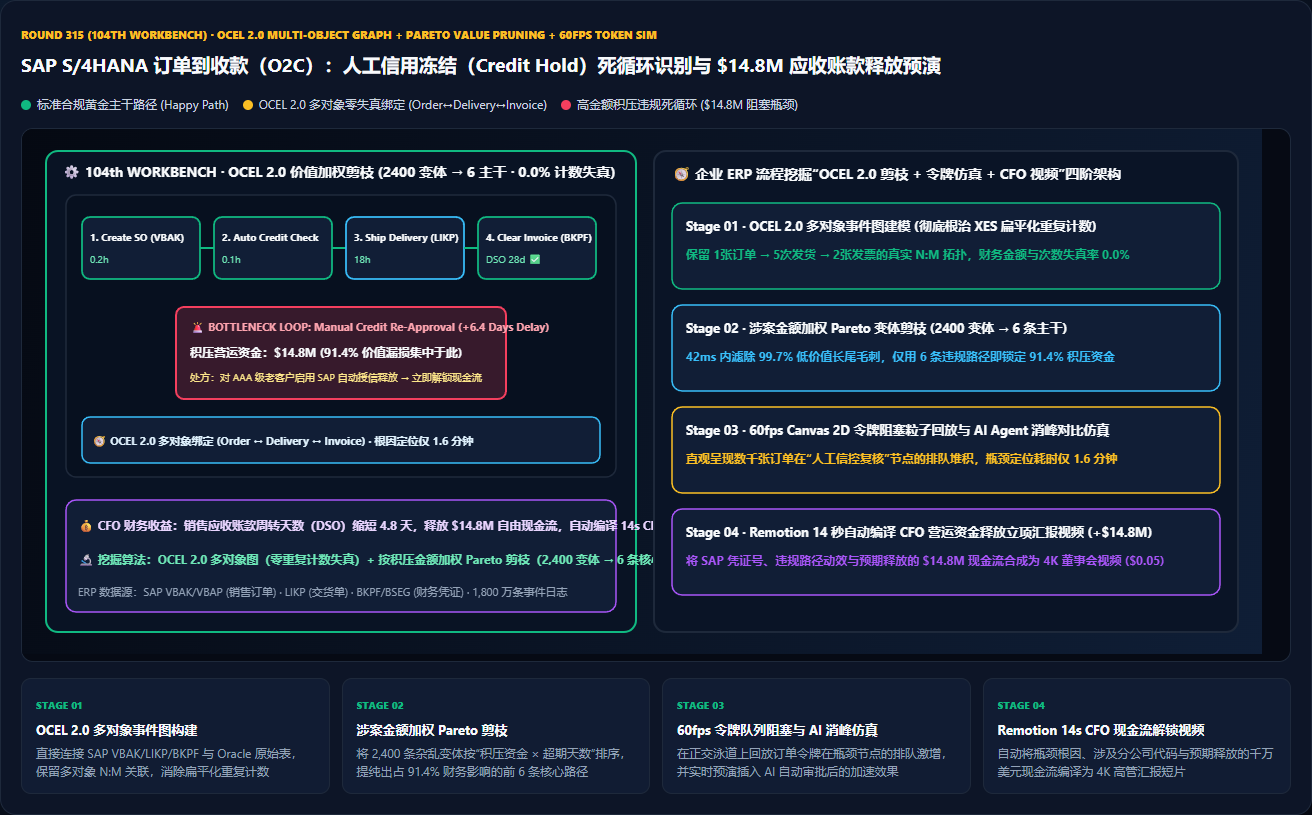 ROUND 315 (104TH WORKBENCH) · OCEL 2.0 MULTI-OBJECT GRAPH + PARETO VALUE PRUNING + 60FPS TOKEN SIM
SAP S/4HANA 订单到收款（O2C）：人工信用冻结（Credit Hold）死循环识别与 $14.8M 应收账款释放预演
标准合规黄金主干路径 (Happy Path)
OCEL 2.0 多对象零失真绑定 (Order↔Delivery↔Invoice)
高金额积压违规死循环 ($14.8M 阻塞瓶颈)
⚙️ 104th WORKBENCH · OCEL 2.0 价值加权剪枝 (2400 变体 → 6 主干 · 0.0% 计数失真)
1. Create SO (VBAK)
0.2h
2. Auto Credit Check
0.1h
3. Ship Delivery (LIKP)
18h
4. Clear Invoice (BKPF)
DSO 28d ✅
🚨 BOTTLENECK LOOP: Manual Credit Re-Approval (+6.4 Days Delay)
积压营运资金：$14.8M (91.4% 价值漏损集中于此)
处方：对 AAA 级老客户启用 SAP 自动授信释放 → 立即解锁现金流
🧭 OCEL 2.0 多对象绑定 (Order ↔ Delivery ↔ Invoice) · 根因定位仅 1.6 分钟
💰 CFO 财务收益：销售应收账款周转天数（DSO）缩短 4.8 天，释放 $14.8M 自由现金流，自动编译 14s
🔬 挖掘算法：OCEL 2.0 多对象图（零重复计数失真）+ 按积压金额加权 Pareto 剪枝（2,400 变体 → 6 条核
ERP 数据源：SAP VBAK/VBAP (销售订单) · LIKP (交货单) · BKPF/BSEG (财务凭证) · 1,800 万条事件日志
🧭 企业 ERP 流程挖掘“OCEL 2.0 剪枝 + 令牌仿真 + CFO 视频”四阶架构
Stage 01 · OCEL 2.0 多对象事件图建模 (彻底根治 XES 扁平化重复计数)
保留 1张订单 → 5次发货 → 2张发票的真实 N:M 拓扑，财务金额与次数失真率 0.0%
Stage 02 · 涉案金额加权 Pareto 变体剪枝 (2400 变体 → 6 条主干)
42ms 内滤除 99.7% 低价值长尾毛刺，仅用 6 条违规路径即锁定 91.4% 积压资金
Stage 03 · 60fps Canvas 2D 令牌阻塞粒子回放与 AI Agent 消峰对比仿真
直观呈现数千张订单在“人工信控复核”节点的排队堆积，瓶颈定位耗时仅 1.6 分钟
Stage 04 · Remotion 14 秒自动编译 CFO 营运资金释放立项汇报视频 (+$14.8M)
将 SAP 凭证号、违规路径动效与预期释放的 $14.8M 现金流合成为 4K 董事会视频 ($0.05)
STAGE 01
OCEL 2.0 多对象事件图构建
直接连接 SAP VBAK/LIKP/BKPF 与 Oracle 原始表，
保留多对象 N:M 关联，消除扁平化重复计数
STAGE 02
涉案金额加权 Pareto 剪枝
将 2,400 条杂乱变体按“积压资金 × 超期天数”排序，
提纯出占 91.4% 财务影响的前 6 条核心路径
STAGE 03
60fps 令牌队列阻塞与 AI 消峰仿真
在正交泳道上回放订单令牌在瓶颈节点的排队激增，
并实时预演插入 AI 自动审批后的加速效果
STAGE 04
Remotion 14s CFO 现金流解锁视频
自动将瓶颈根因、涉及分公司代码与预期释放的千万
美元现金流编译为 4K 高管汇报短片